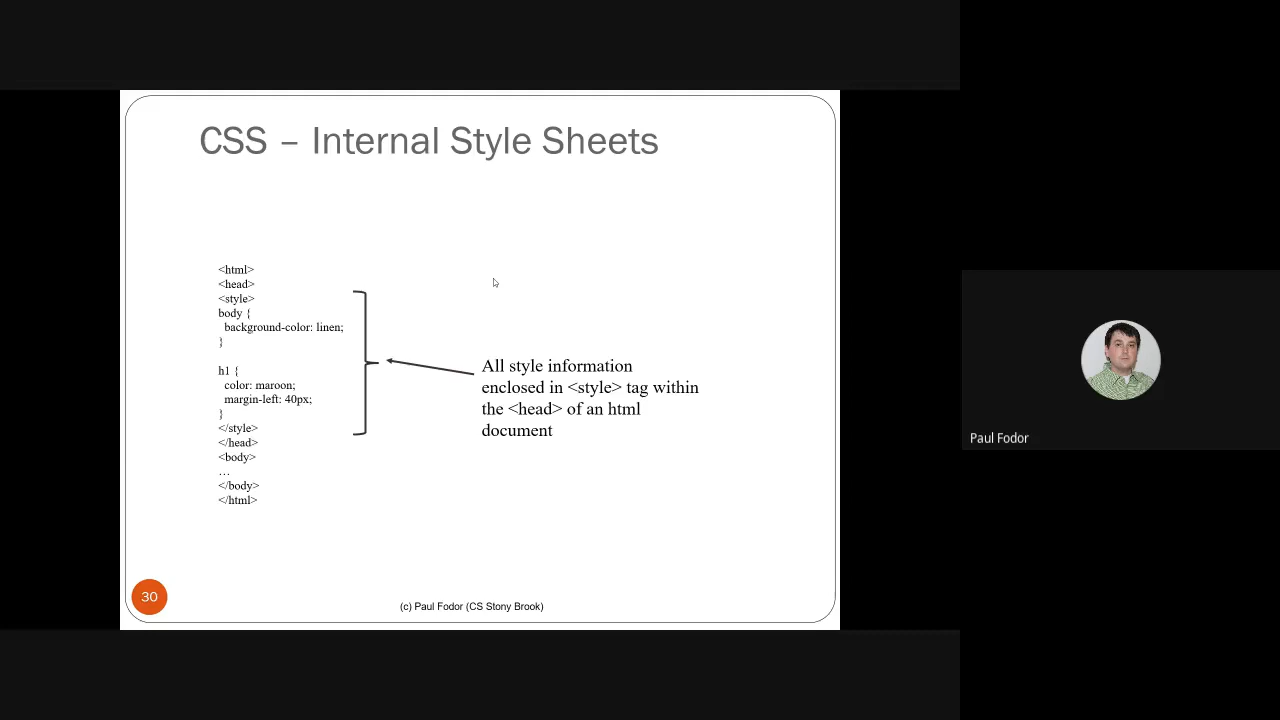 CSS – Internal Style Sheets
<html>
<head>
<style>
body {
background-color: linen;
}
h1 {
color: maroon;
margin-left: 40px;
}
</style>
</head>
<body>
…
</body>
</html>
All style information
enclosed in <style> tag within
the <head> of an html
document
30
(c) Paul Fodor (CS Stony Brook)
Paul Fodor